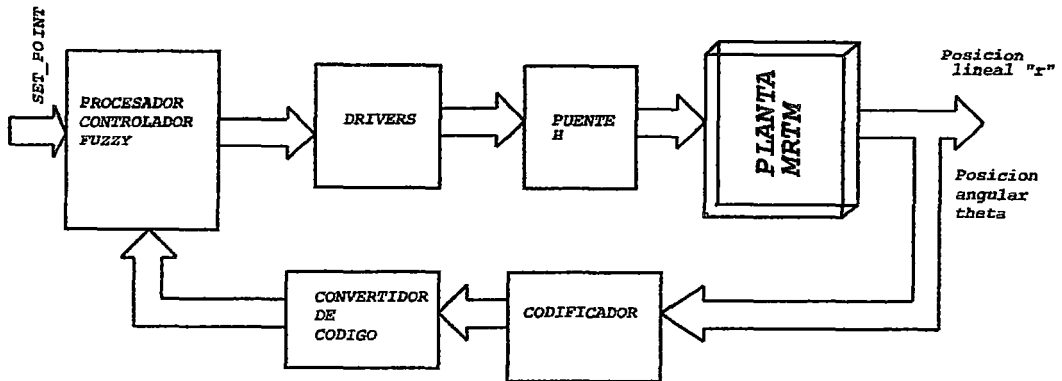 SET_POINT
PROCESADOR
CONTROLADOR
FUZZY
DRIVERS
PUENTE
H
PLANTA
MRTM
Posicion
lineal "r"
Posicion
angular
theta
CONVERTIDOR
DE
CODIGO
CODIFICADOR